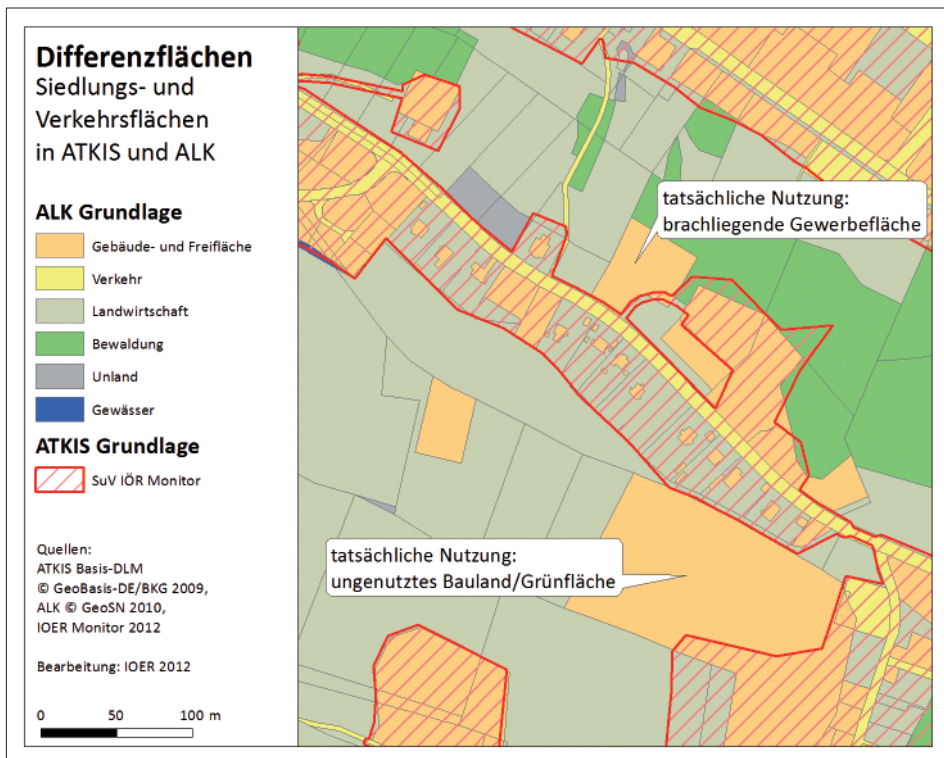 Differenzflächen
Siedlungs- und
Verkehrsflächen
in ATKIS und ALK
ALK Grundlage
Gebäude- und Freifläche
Verkehr
Landwirtschaft
Bewaldung
Unland
Gewässer
ATKIS Grundlage
SuV IÖR Monitor
Quellen:
ATKIS Basis-DLM
© GeoBasis-DE/BKG 2009,
ALK © GeoSN 2010,
IOER Monitor 2012
Bearbeitung: IOER 2012
0 50 100 m
tatsächliche Nutzung:
brachliegende Gewerbefläche
tatsächliche Nutzung:
ungenutztes Bauland/Grünfläche